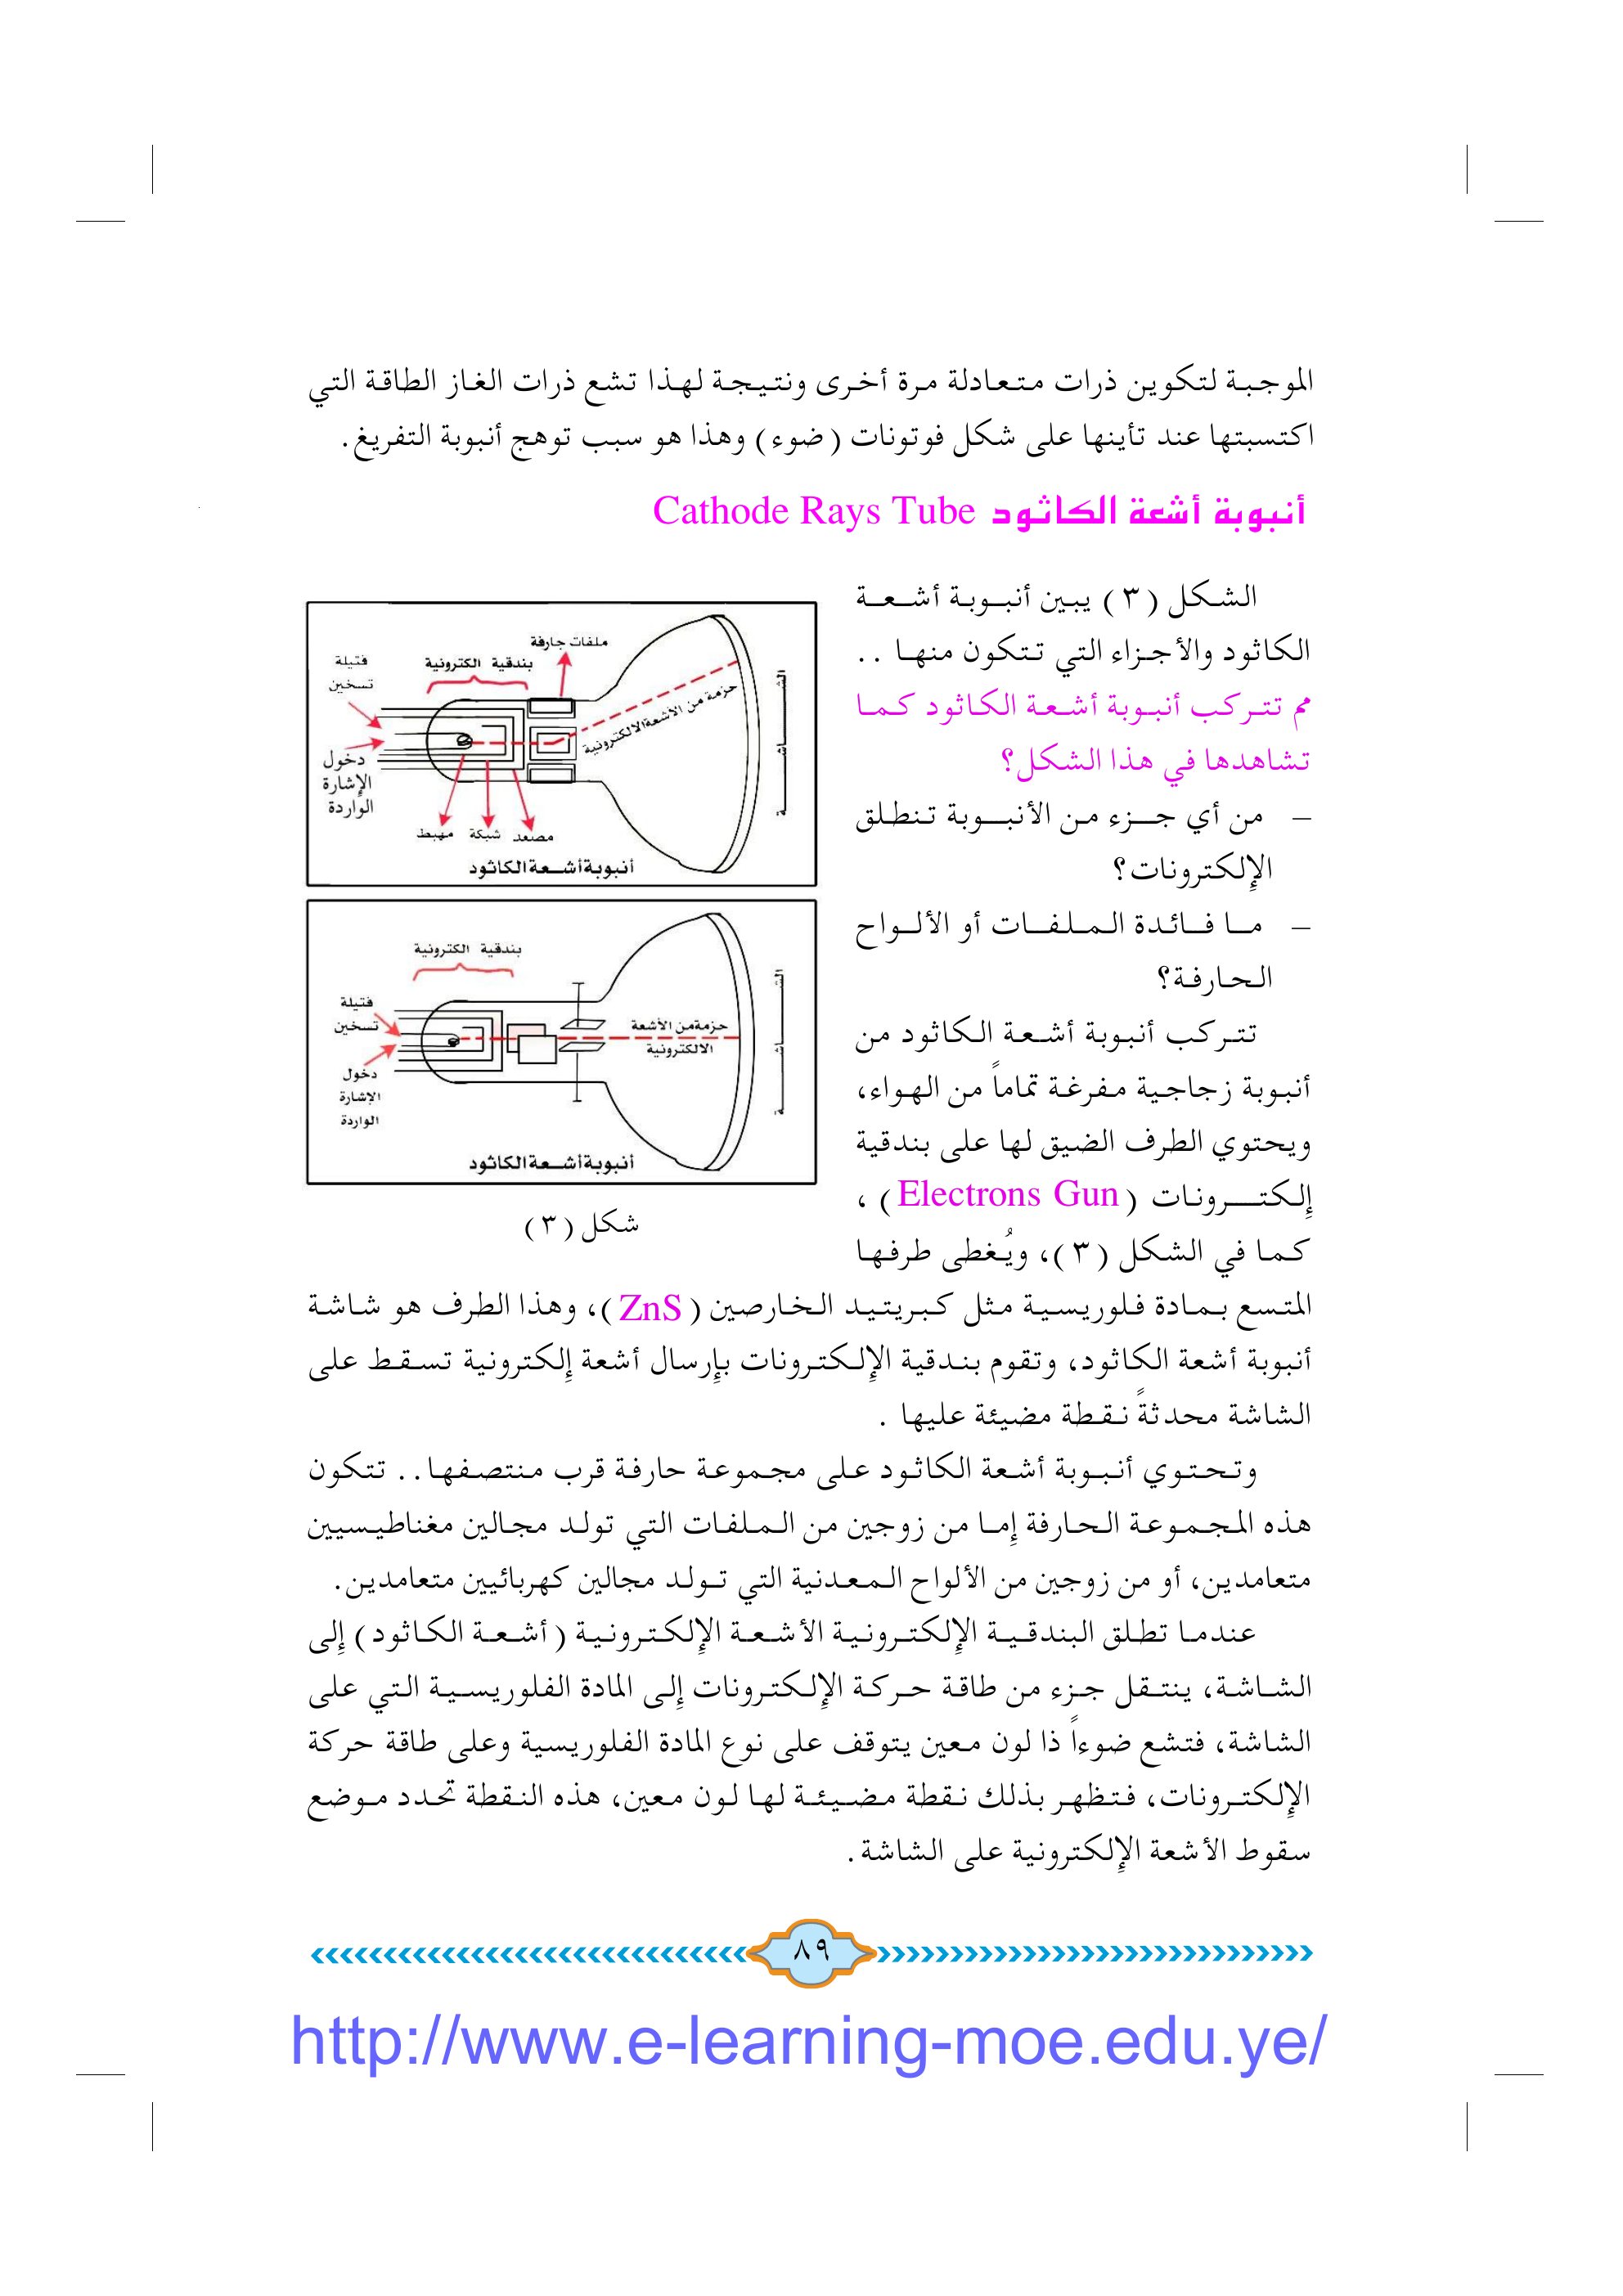 الموجبة لتكوين ذرات متعادلة مرة أخرى ونتيجة لهذا تشع ذرات الغاز الطاقة التي
اكتسبتها عند تأينها على شكل فوتونات (ضوء) وهذا هو سبب توهج أنبوبة التفريغ.
أنبوبة أشعة الكاثود Cathode Rays Tube
الشكل (٣) يبين أنبوبة أشعة
الكاثود والأجزاء التي تتكون منها ..
مم تتركب أنبوبة أشعة الكاثود كما
تشاهدها في هذا الشكل؟
– من أي جزء من الأنبوبة تنطلق
الإلكترونات؟
– ما فائدة الملفات أو الألواح
الحارفة؟
تتركب أنبوبة أشعة الكاثود من
أنبوبة زجاجية مفرغة تماماً من الهواء،
ويحتوي الطرف الضيق لها على بندقية
إلكترونات (Electrons Gun) ،
كما في الشكل (٣)، ويُغطى طرفها
ملفات جارفة
بندقية الكترونية
فتيلة
تسخين
حزمة من الأشعة الالكترونية
الشاشة
دخول
الإشارة
الواردة
مهبط
شبكة
مصعد
أنبوبة أشعة الكاثود
بندقية الكترونية
فتيلة
تسخين
حزمة من الأشعة
الالكترونية
الشاشة
دخول
الإشارة
الواردة
أنبوبة أشعة الكاثود
شكل (٣)
المتسع بمادة فلوريسية مثل كبريتيد الخارصين (ZnS)، وهذا الطرف هو شاشة
أنبوبة أشعة الكاثود، وتقوم بندقية الإلكترونات بإرسال أشعة إلكترونية تسقط على
الشاشة محدثةً نقطة مضيئة عليها .
وتحتوي أنبوبة أشعة الكاثود على مجموعة حارفة قرب منتصفها.. تتكون
هذه المجموعة الحارفة إما من زوجين من الملفات التي تولد مجالين مغناطيسيين
متعامدين، أو من زوجين من الألواح المعدنية التي تولد مجالين كهربائيين متعامدين.
عندما تطلق البندقية الإلكترونية الأشعة الإلكترونية (أشعة الكاثود) إلى
الشاشة، ينتقل جزء من طاقة حركة الإلكترونات إلى المادة الفلوريسية التي على
الشاشة، فتشع ضوءاً ذا لون معين يتوقف على نوع المادة الفلوريسية وعلى طاقة حركة
الإلكترونات، فتظهر بذلك نقطة مضيئة لها لون معين، هذه النقطة تحدد موضع
سقوط الأشعة الإلكترونية على الشاشة.
٨٩
http://www.e-learning-moe.edu.ye/